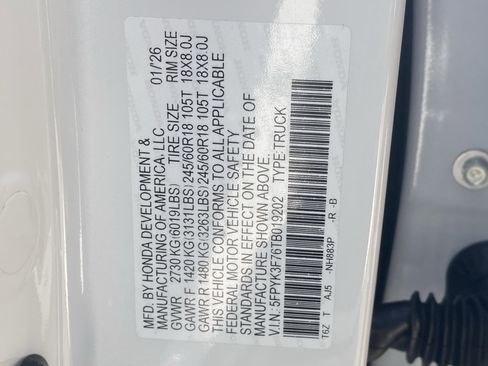 MFD. BY HONDA DEVELOPMENT & 01/26
MANUFACTURING OF AMERICA, LLC
GVWR 2730 KG(6019LBS) TIRE SIZE RIM SIZE
GAWR F 1420 KG(3131LBS) 245/60R18 105T 18X8.0J
GAWR R 1480 KG(3263LBS) 245/60R18 105T 18X8.0J
THIS VEHICLE CONFORMS TO ALL APPLICABLE
FEDERAL MOTOR VEHICLE SAFETY
STANDARDS IN EFFECT ON THE DATE OF
MANUFACTURE SHOWN ABOVE.
V.I.N.: 5FPYK3F76TB019202 TYPE:TRUCK
T6Z T AJ5 -NH883P -R -B